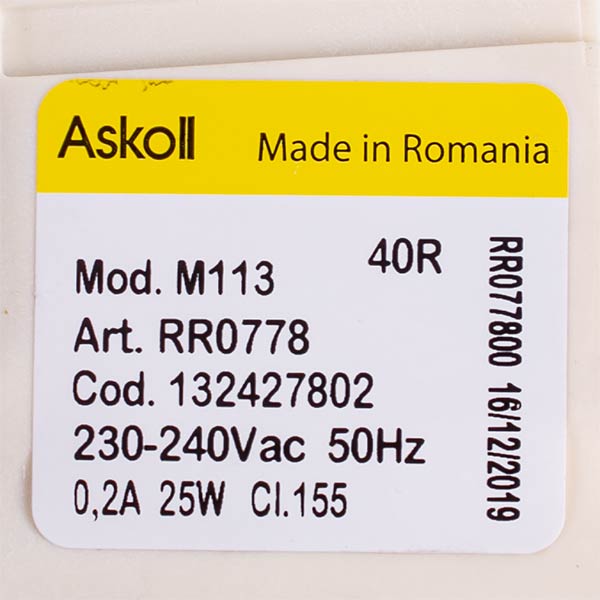 Askoll
Made in Romania
40R
Mod. M113
Art. RR0778
Cod. 132427802
230-240Vac 50Hz
0,2A 25W Cl.155
RR077800 16/12/2019